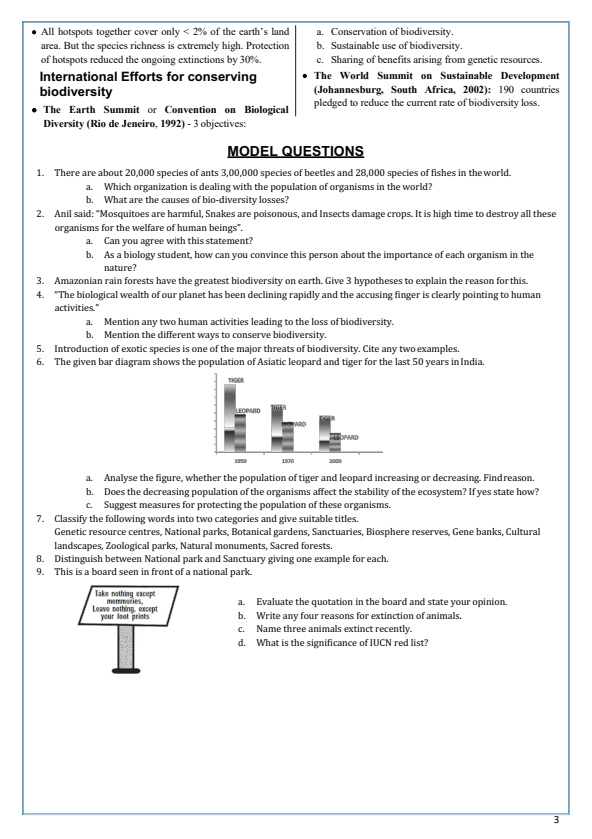 ● All hotspots together cover only < 2% of the earth's land
area. But the species richness is extremely high. Protection
of hotspots reduced the ongoing extinctions by 30%.
International Efforts for conserving
biodiversity
● The Earth Summit or Convention on Biological
Diversity (Rio de Jeneiro, 1992) - 3 objectives:
a. Conservation of biodiversity.
b. Sustainable use of biodiversity.
c. Sharing of benefits arising from genetic resources.
● The World Summit on Sustainable Development
(Johannesburg, South Africa, 2002): 190 countries
pledged to reduce the current rate of biodiversity loss.
MODEL QUESTIONS
1. There are about 20,000 species of ants 3,00,000 species of beetles and 28,000 species of fishes in the world.
a. Which organization is dealing with the population of organisms in the world?
b. What are the causes of bio-diversity losses?
2. Anil said: "Mosquitoes are harmful, Snakes are poisonous, and Insects damage crops. It is high time to destroy all these
organisms for the welfare of human beings".
a. Can you agree with this statement?
b. As a biology student, how can you convince this person about the importance of each organism in the
nature?
3. Amazonian rain forests have the greatest biodiversity on earth. Give 3 hypotheses to explain the reason for this.
4. "The biological wealth of our planet has been declining rapidly and the accusing finger is clearly pointing to human
activities."
a. Mention any two human activities leading to the loss of biodiversity.
b. Mention the different ways to conserve biodiversity.
5. Introduction of exotic species is one of the major threats of biodiversity. Cite any two examples.
6. The given bar diagram shows the population of Asiatic leopard and tiger for the last 50 years in India.
TIGER
LEOPARD
TIGER
LEOPARD
TIGER
LEOPARD
1950 1970 2000
a. Analyse the figure, whether the population of tiger and leopard increasing or decreasing. Find reason.
b. Does the decreasing population of the organisms affect the stability of the ecosystem? If yes state how?
c. Suggest measures for protecting the population of these organisms.
7. Classify the following words into two categories and give suitable titles.
Genetic resource centres, National parks, Botanical gardens, Sanctuaries, Biosphere reserves, Gene banks, Cultural
landscapes, Zoological parks, Natural monuments, Sacred forests.
8. Distinguish between National park and Sanctuary giving one example for each.
9. This is a board seen in front of a national park.
Take nothing except
memmories,
Leave nothing, except
your foot prints
a. Evaluate the quotation in the board and state your opinion.
b. Write any four reasons for extinction of animals.
c. Name three animals extinct recently.
d. What is the significance of IUCN red list?
3